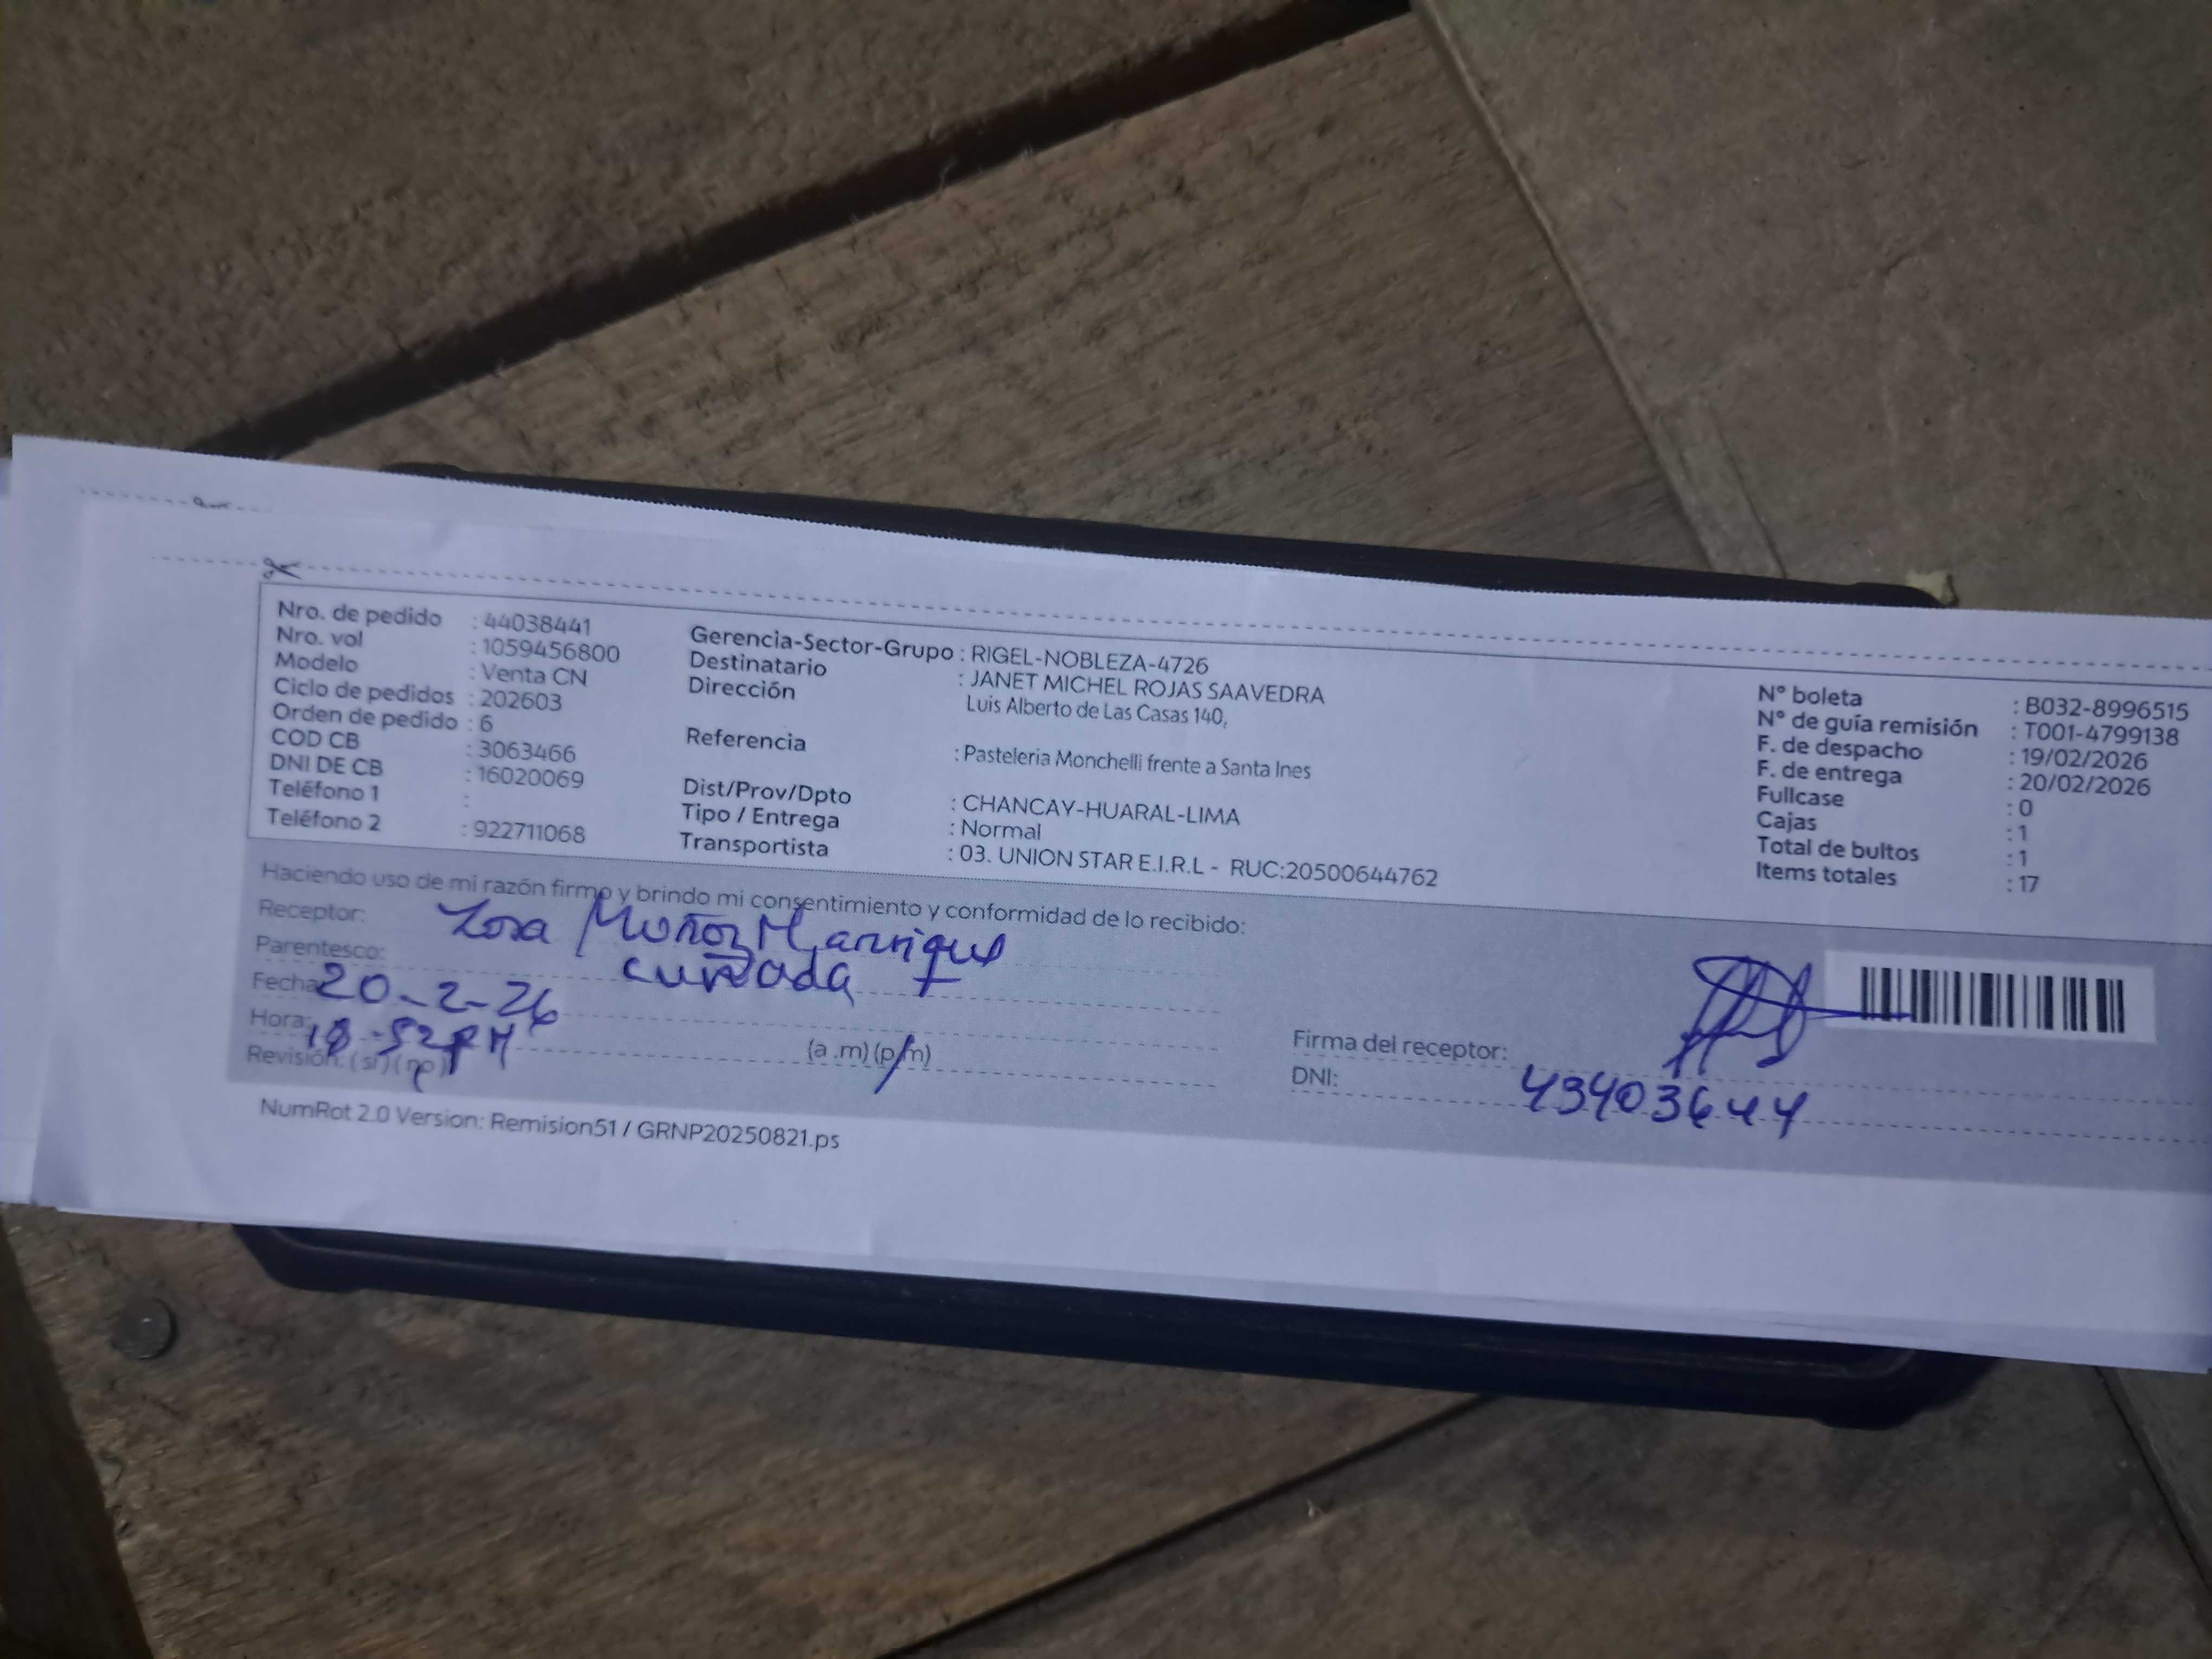 Nro. de pedido : 44038441
Nro. vol : 1059456800
Modelo : Venta CN
Ciclo de pedidos : 202603
Orden de pedido : 6
COD CB : 3063466
DNI DE CB : 16020069
Teléfono 1 :
Teléfono 2 : 922711068
Gerencia-Sector-Grupo : RIGEL-NOBLEZA-4726
Destinatario : JANET MICHEL ROJAS SAAVEDRA
Dirección Luis Alberto de Las Casas 140,
Referencia : Pasteleria Monchelli frente a Santa Ines
Dist/Prov/Dpto : CHANCAY-HUARAL-LIMA
Tipo / Entrega : Normal
Transportista : 03. UNION STAR E.I.R.L - RUC:20500644762
N° boleta : B032-8996515
N° de guía remisión : T001-4799138
F. de despacho : 19/02/2026
F. de entrega : 20/02/2026
Fullcase : 0
Cajas : 1
Total de bultos : 1
Items totales : 17
Haciendo uso de mi razón firmo y brindo mi consentimiento y conformidad de lo recibido:
Receptor: Muñoz Manrique
Parentesco: cuñada
Fecha: 20-2-26
Hora: PM (a .m) (p/m)
Revisión: (si) (no)
Firma del receptor:
DNI: 43403644
NumRot 2.0 Version: Remision51 / GRNP20250821.ps